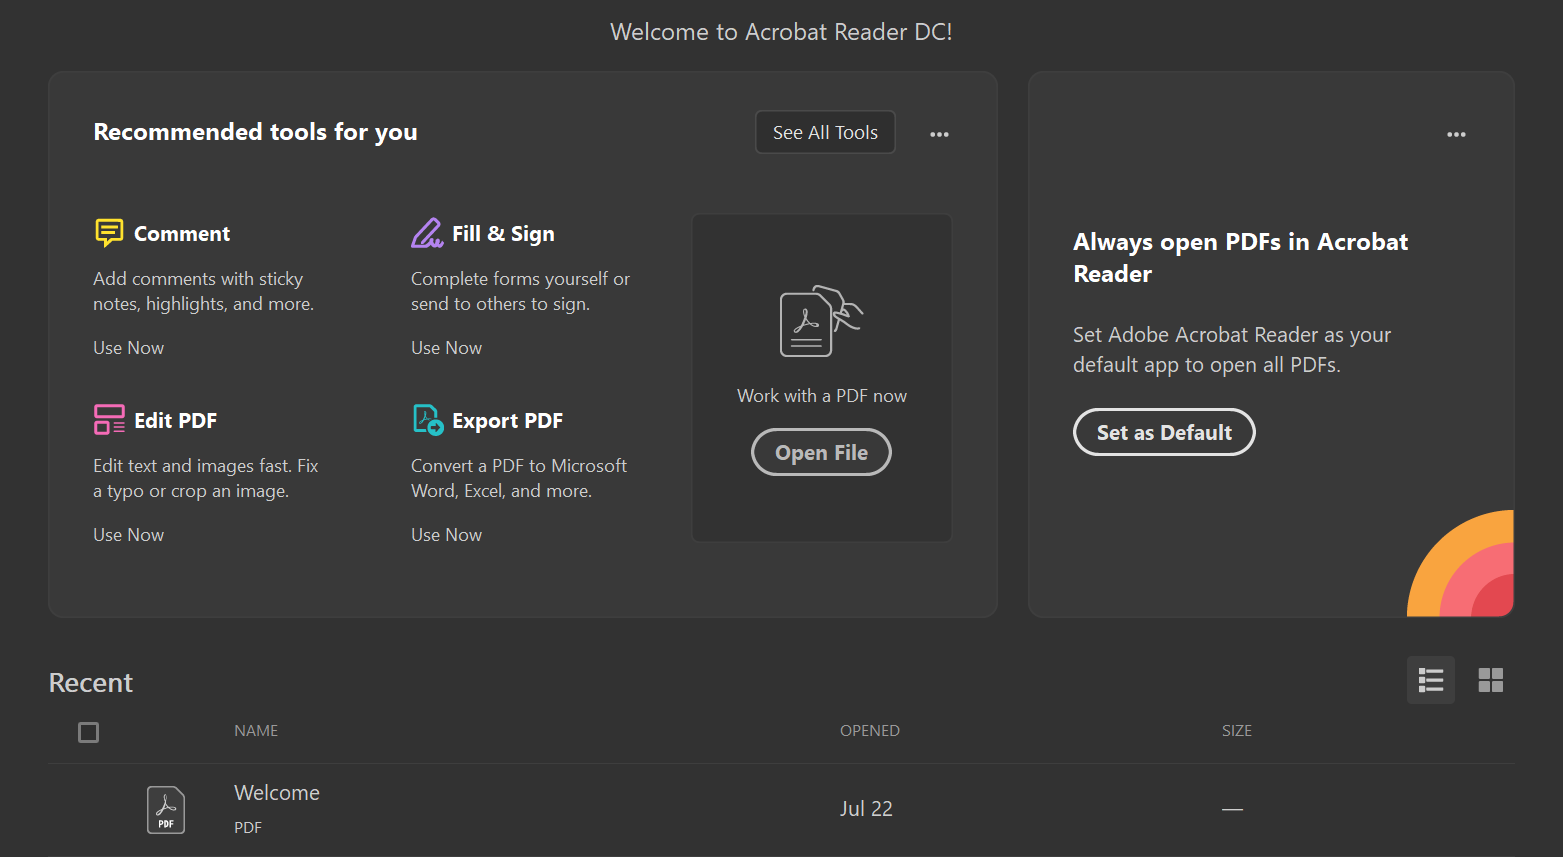 Welcome to Acrobat Reader DC!
Recommended tools for you
See All Tools
Comment
Add comments with sticky
notes, highlights, and more.
Use Now
Fill & Sign
Complete forms yourself or
send to others to sign.
Use Now
Edit PDF
Edit text and images fast. Fix
a typo or crop an image.
Use Now
Export PDF
Convert a PDF to Microsoft
Word, Excel, and more.
Use Now
Work with a PDF now
Open File
Always open PDFs in Acrobat
Reader
Set Adobe Acrobat Reader as your
default app to open all PDFs.
Set as Default
Recent
NAME OPENED SIZE
PDF
Welcome
PDF
Jul 22
—